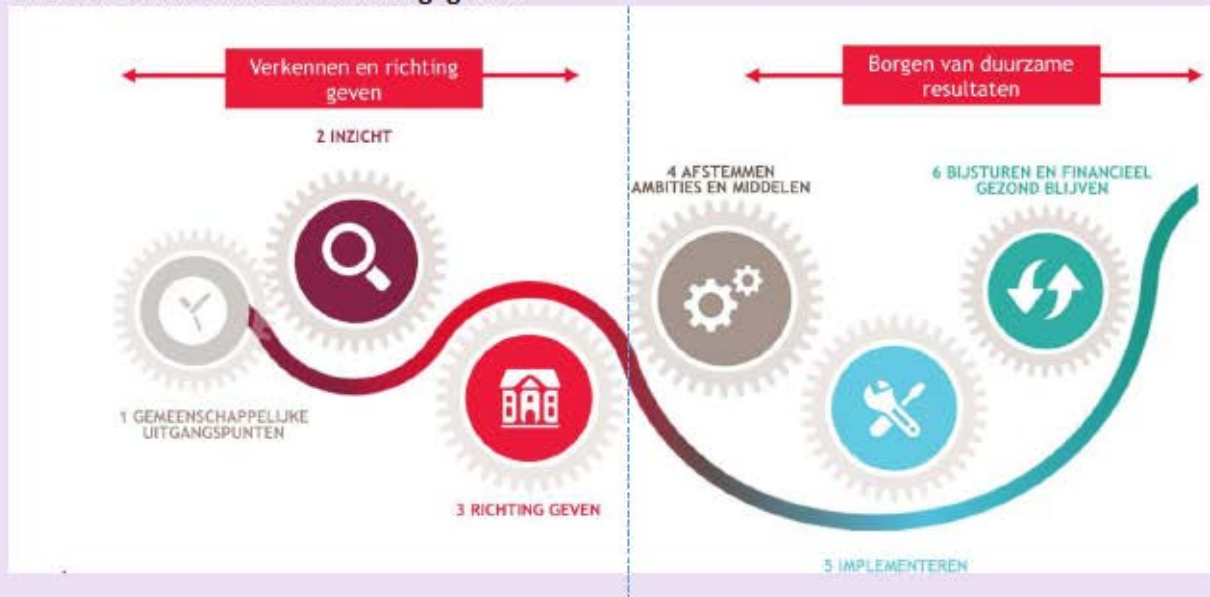 Verkennen en richting
geven
Borgen van duurzame
resultaten
2 INZICHT
4 AFSTEMMEN
AMBITIES EN MIDDELEN
6 BIJSTUREN EN FINANCIEEL
GEZOND BLIJVEN
1 GEMEENSCHAPPELIJKE
UITGANGSPUNTEN
3 RICHTING GEVEN
5 IMPLEMENTEREN